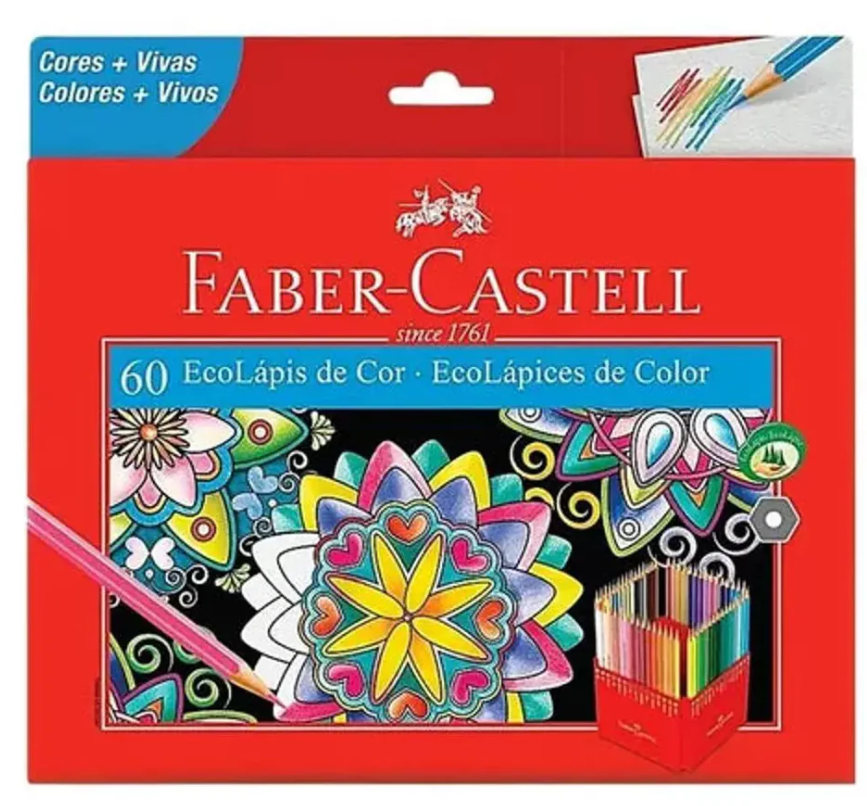 Cores + Vivas
Colores + Vivos
FABER-CASTELL
since 1761
60 EcoLápis de Cor · EcoLápices de Color